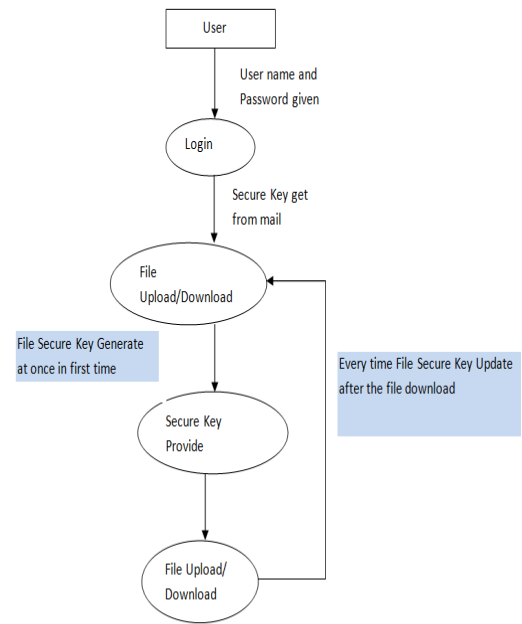 User
User name and
Password given
Login
Secure Key get
from mail
File
Upload/Download
File Secure Key Generate
at once in first time
Every time File Secure Key Update
after the file download
Secure Key
Provide
File Upload/
Download